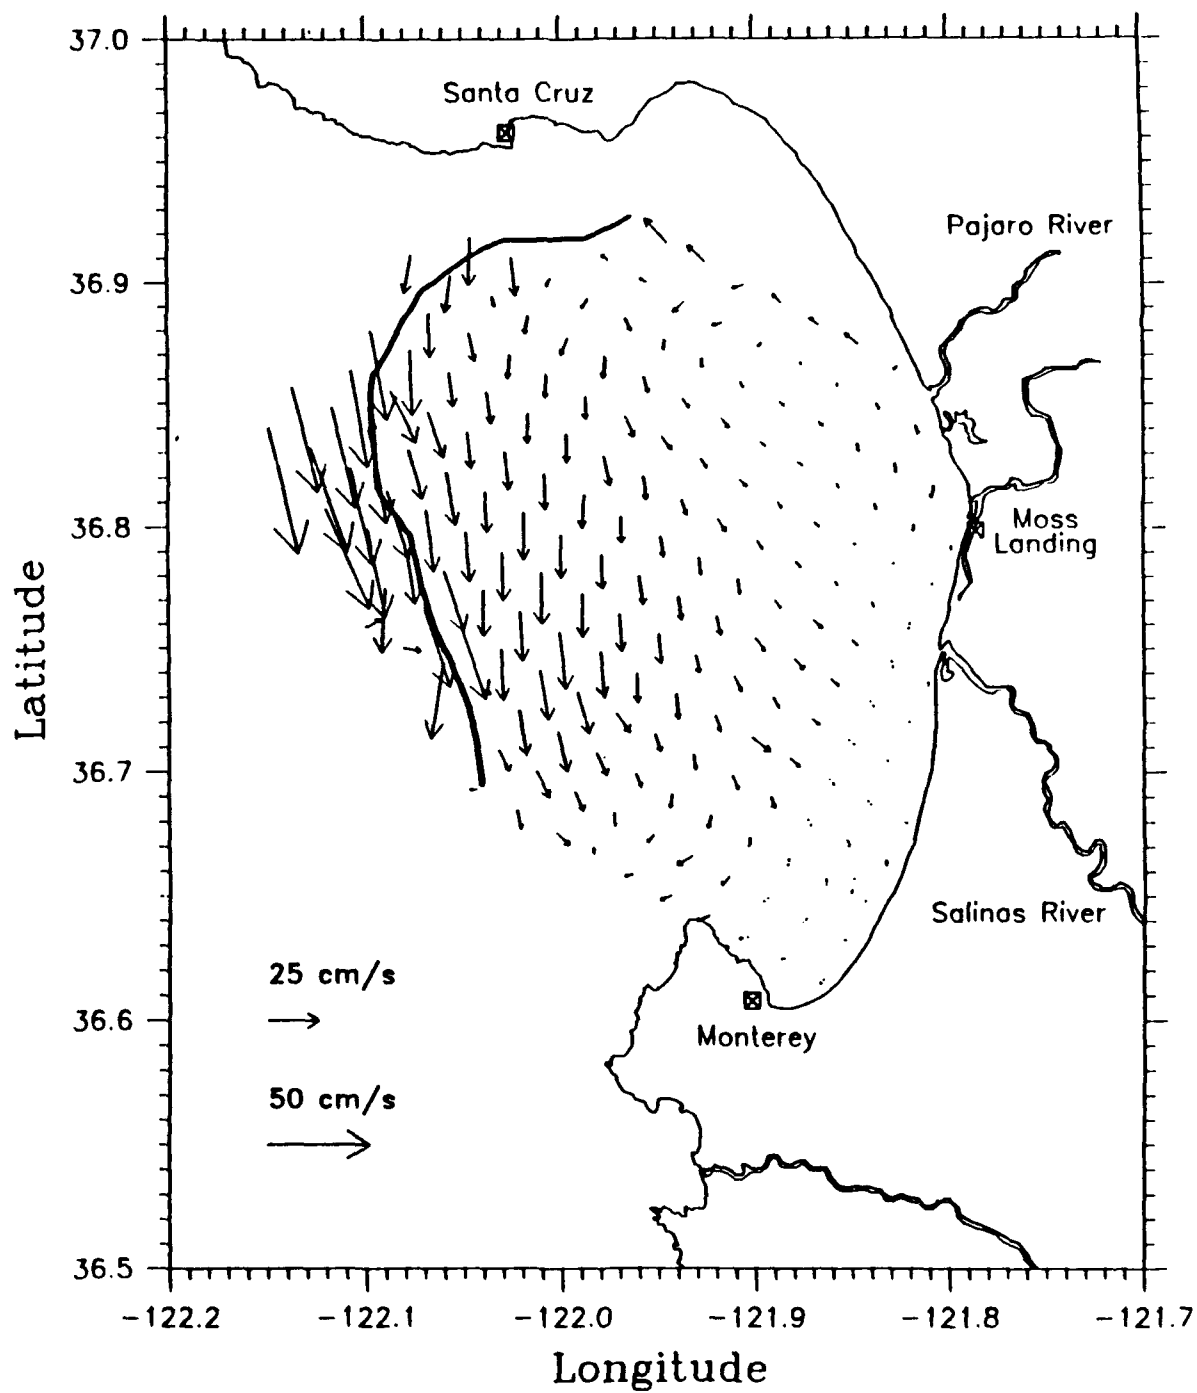 37.0
Santa Cruz
Pajaro River
36.9
36.8
Moss
Landing
Latitude
36.7
Salinas River
25 cm/s
36.6
Monterey
50 cm/s
36.5
-122.2
-122.1
-122.0
-121.9
-121.8
-121.7
Longitude